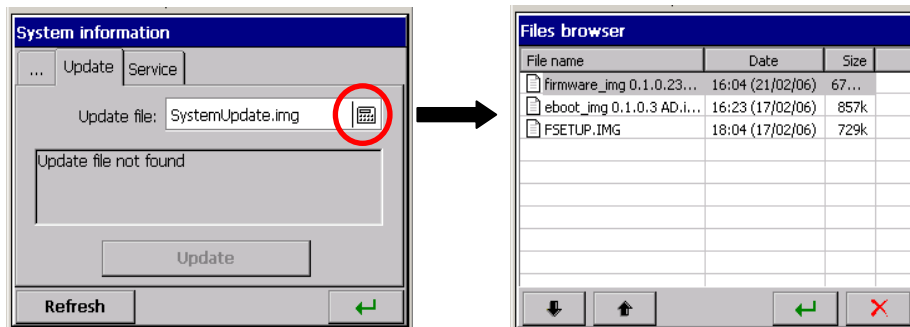 System information
... Update Service
Update file: SystemUpdate.img
Update file not found
Update
Refresh
Files browser
File name Date Size
firmware_img 0.1.0.23... 16:04 (21/02/06) 67...
eboot_img 0.1.0.3 AD.i... 16:23 (17/02/06) 857k
FSETUP.IMG 18:04 (17/02/06) 729k